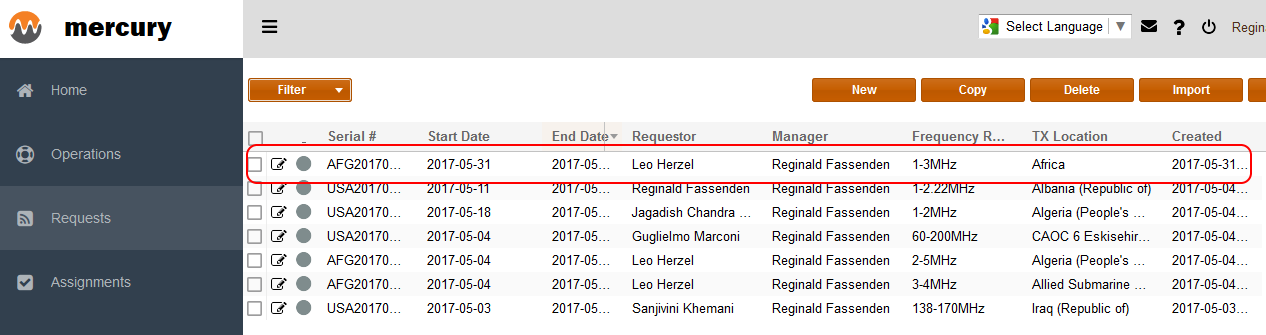 mercury
Select Language ▼ ? Regin
Home
Operations
Requests
Assignments
Filter New Copy Delete Import
Serial # Start Date End Date Requestor Manager Frequency R... TX Location Created
AFG20170... 2017-05-31 2017-05... Leo Herzel Reginald Fassenden 1-3MHz Africa 2017-05-31...
USA20170... 2017-05-11 2017-05... Reginald Fassenden Reginald Fassenden 1-2.22MHz Albania (Republic of) 2017-05-04...
USA20170... 2017-05-18 2017-05... Jagadish Chandra ... Reginald Fassenden 1-2MHz Algeria (People's ... 2017-05-04...
USA20170... 2017-05-04 2017-05... Guglielmo Marconi Reginald Fassenden 60-200MHz CAOC 6 Eskisehir... 2017-05-04...
AFG20170... 2017-05-04 2017-05... Leo Herzel Reginald Fassenden 2-5MHz Algeria (People's ... 2017-05-04...
AFG20170... 2017-05-04 2017-05... Leo Herzel Reginald Fassenden 3-4MHz Allied Submarine ... 2017-05-04...
USA20170... 2017-05-03 2017-05... Sanjivini Khemani Reginald Fassenden 138-170MHz Iraq (Republic of) 2017-05-03...